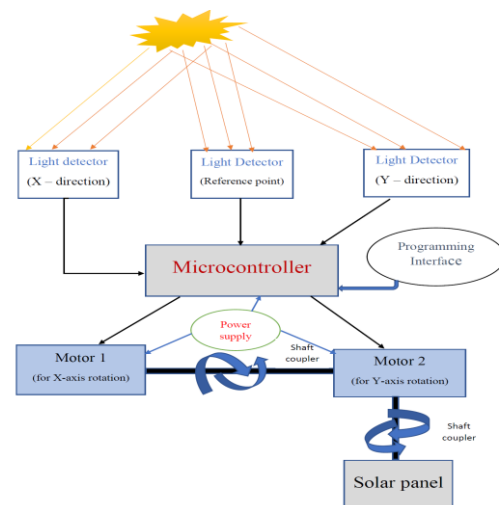 Light detector
(X – direction)
Light Detector
(Reference point)
Light Detector
(Y – direction)
Microcontroller
Programming
Interface
Power
supply
Motor 1
(for X-axis rotation)
Shaft
coupler
Motor 2
(for Y-axis rotation)
Shaft
coupler
Solar panel